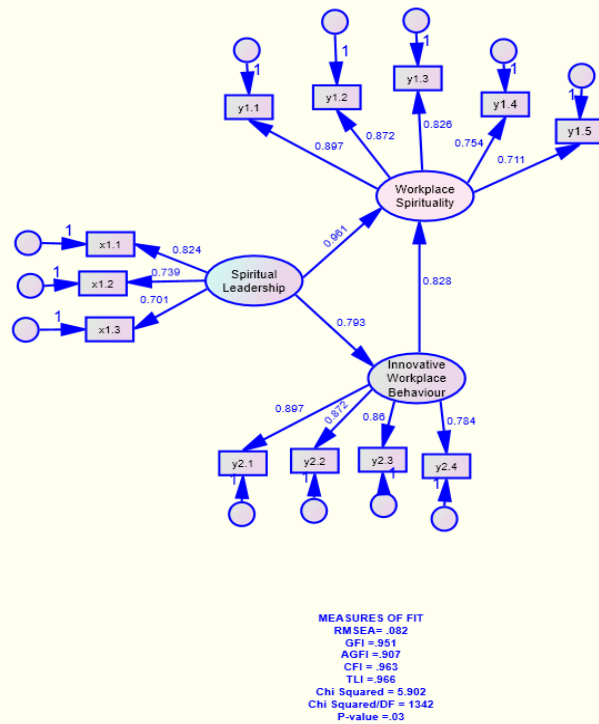 1
1
1
1
1
y1.1
y1.2
y1.3
y1.4
y1.5
0.897
0.872
0.826
0.754
0.711
Workplace
Spirituality
1
x1.1
0.824
0.961
1
x1.2
0.739
Spiritual
Leadership
0.828
1
x1.3
0.701
0.793
Innovative
Workplace
Behaviour
0.897
0.872
0.86
0.784
y2.1
y2.2
y2.3
y2.4
1
1
1
1
MEASURES OF FIT
RMSEA= .082
GFI =.951
AGFI =.907
CFI = .963
TLI =.966
Chi Squared = 5.902
Chi Squared/DF = 1342
P-value =.03